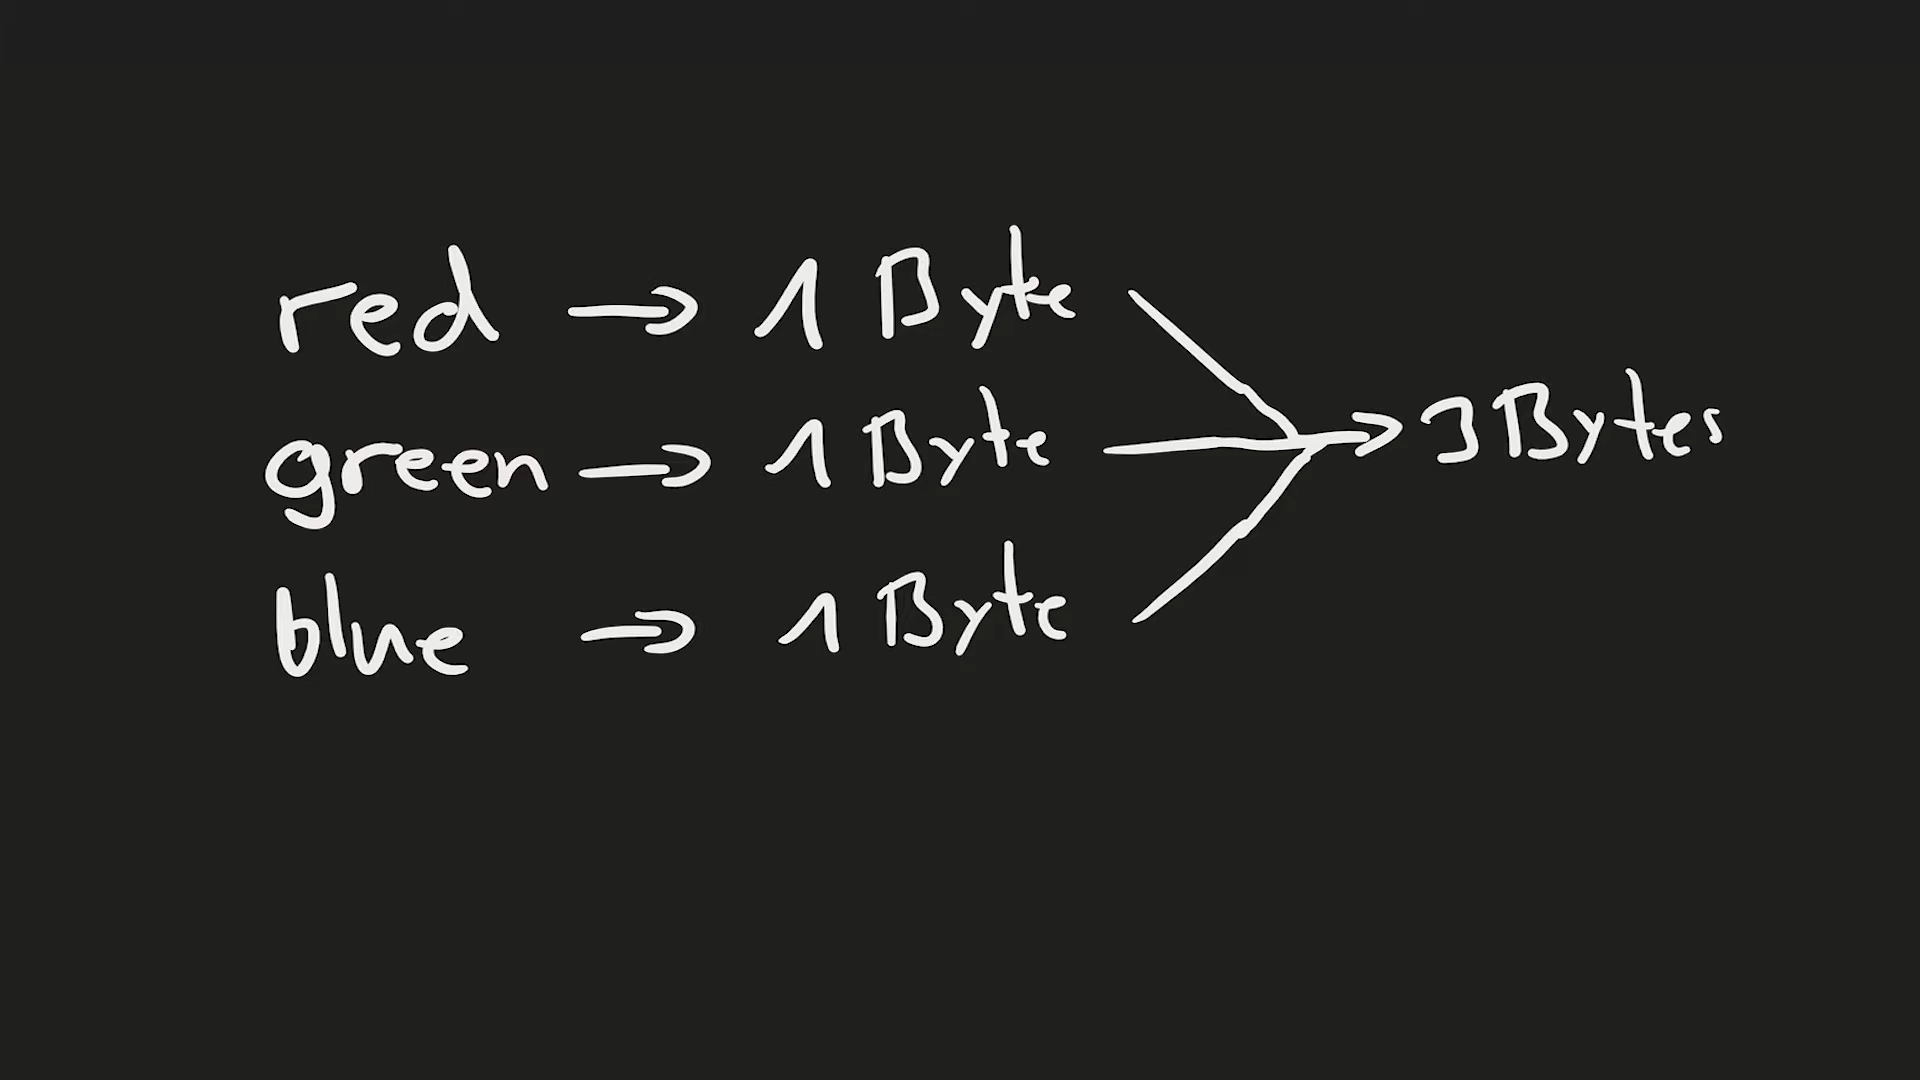 red → 1 Byte
green → 1 Byte → 3 Bytes
blue → 1 Byte